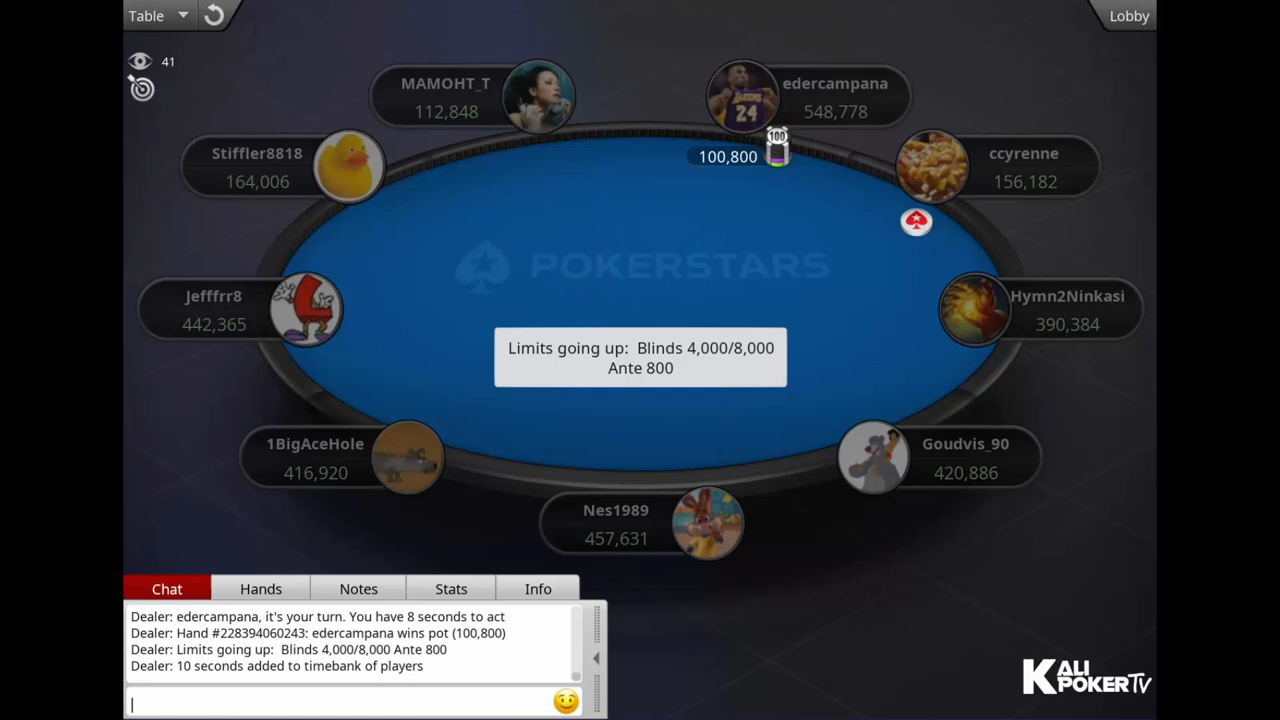 Table
Lobby
41
MAMOHT_T
112,848
24
edercampana
548,778
100
100,800
Stiffler8818
164,006
ccyrenne
156,182
POKERSTARS
Jefffrr8
442,365
Hymn2Ninkasi
390,384
Limits going up:  Blinds 4,000/8,000
Ante 800
1BigAceHole
416,920
Goudvis_90
420,886
Nes1989
457,631
Chat
Hands
Notes
Stats
Info
Dealer: edercampana, it's your turn. You have 8 seconds to act
Dealer: Hand #228394060243: edercampana wins pot (100,800)
Dealer: Limits going up:  Blinds 4,000/8,000 Ante 800
Dealer: 10 seconds added to timebank of players
KALI
POKERTV